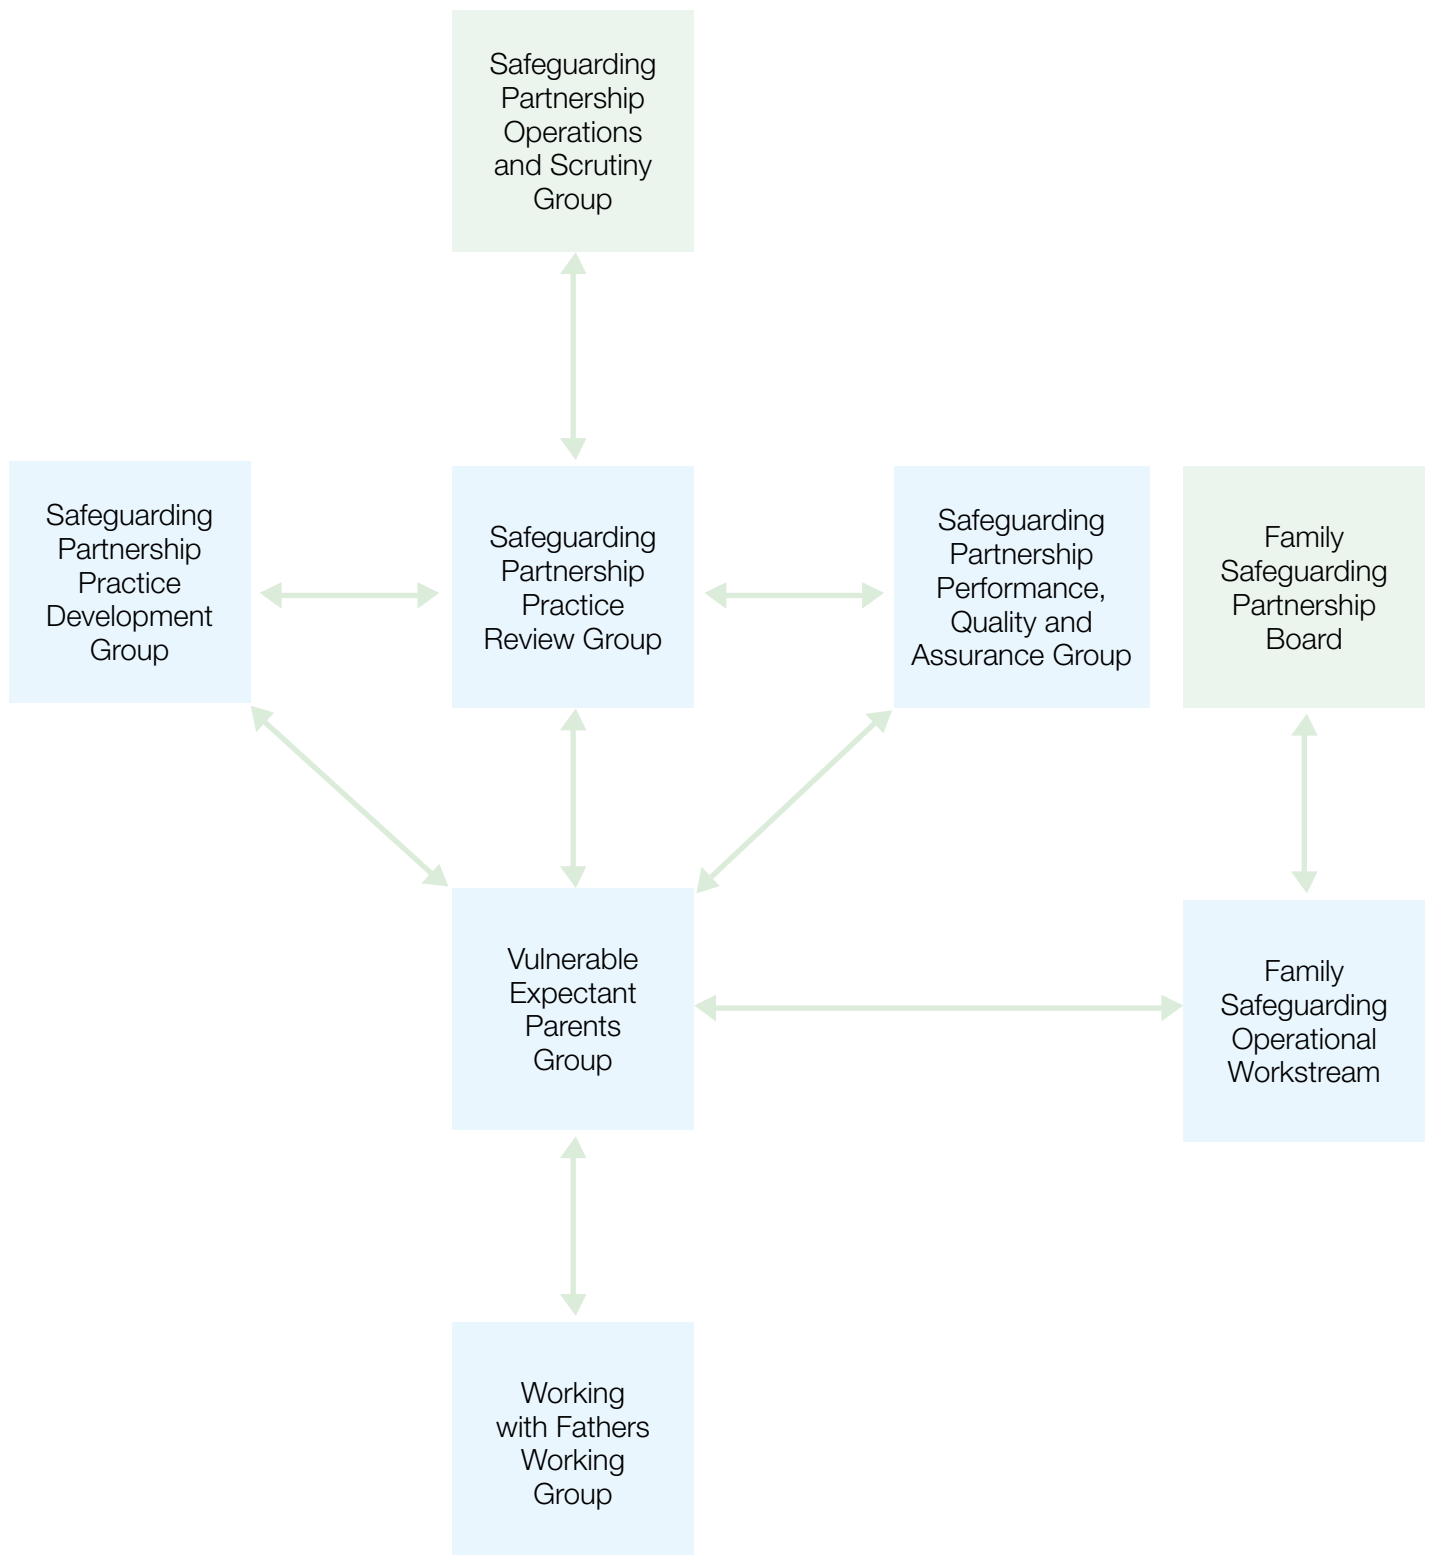 Safeguarding
Partnership
Operations
and Scrutiny
Group
Safeguarding
Partnership
Practice
Development
Group
Safeguarding
Partnership
Practice
Review Group
Safeguarding
Partnership
Performance,
Quality and
Assurance Group
Family
Safeguarding
Partnership
Board
Vulnerable
Expectant
Parents
Group
Family
Safeguarding
Operational
Workstream
Working
with Fathers
Working
Group